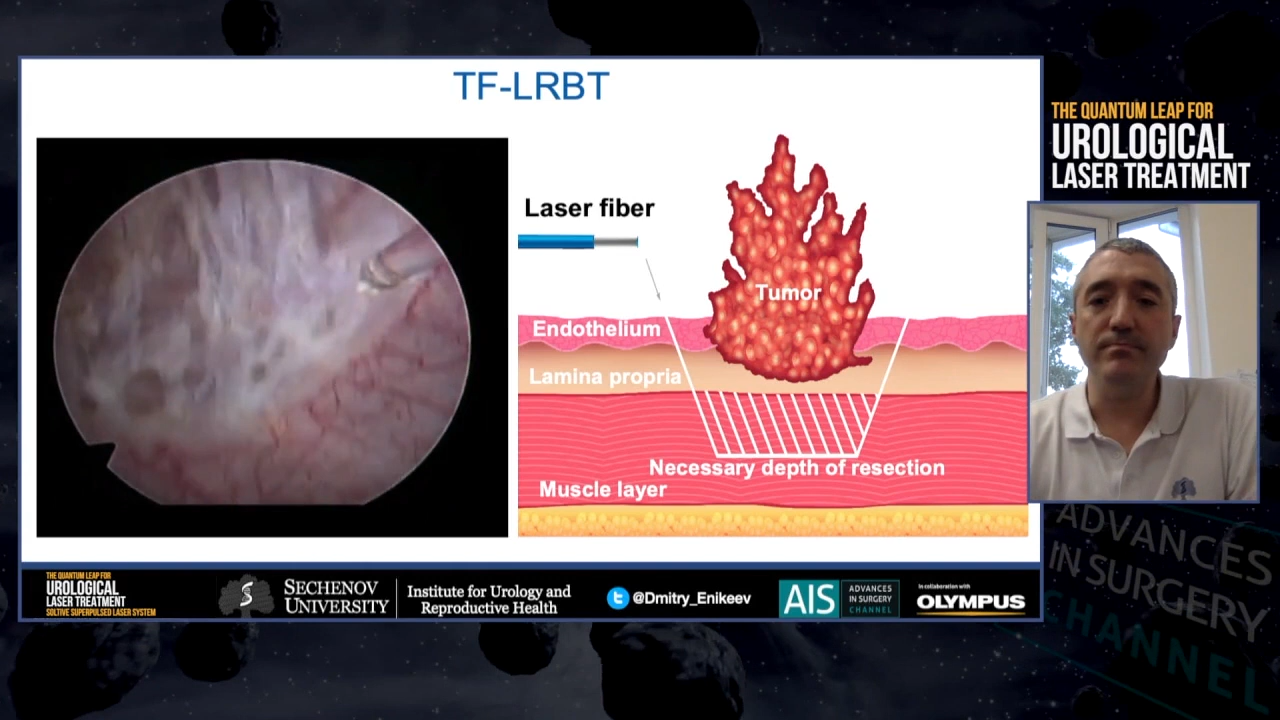 TF-LRBT
Laser fiber
Tumor
Endothelium
Lamina propria
Necessary depth of resection
Muscle layer
THE QUANTUM LEAP FOR
UROLOGICAL
LASER TREATMENT
THE QUANTUM LEAP FOR
UROLOGICAL
LASER TREATMENT
SOLTIVE SUPERPULSED LASER SYSTEM
SECHENOV
UNIVERSITY
Institute for Urology and
Reproductive Health
@Dmitry_Enikeev
AIS
ADVANCES
IN SURGERY
CHANNEL
In collaboration with
OLYMPUS
ADVANCES
IN SURGERY
CHANNEL